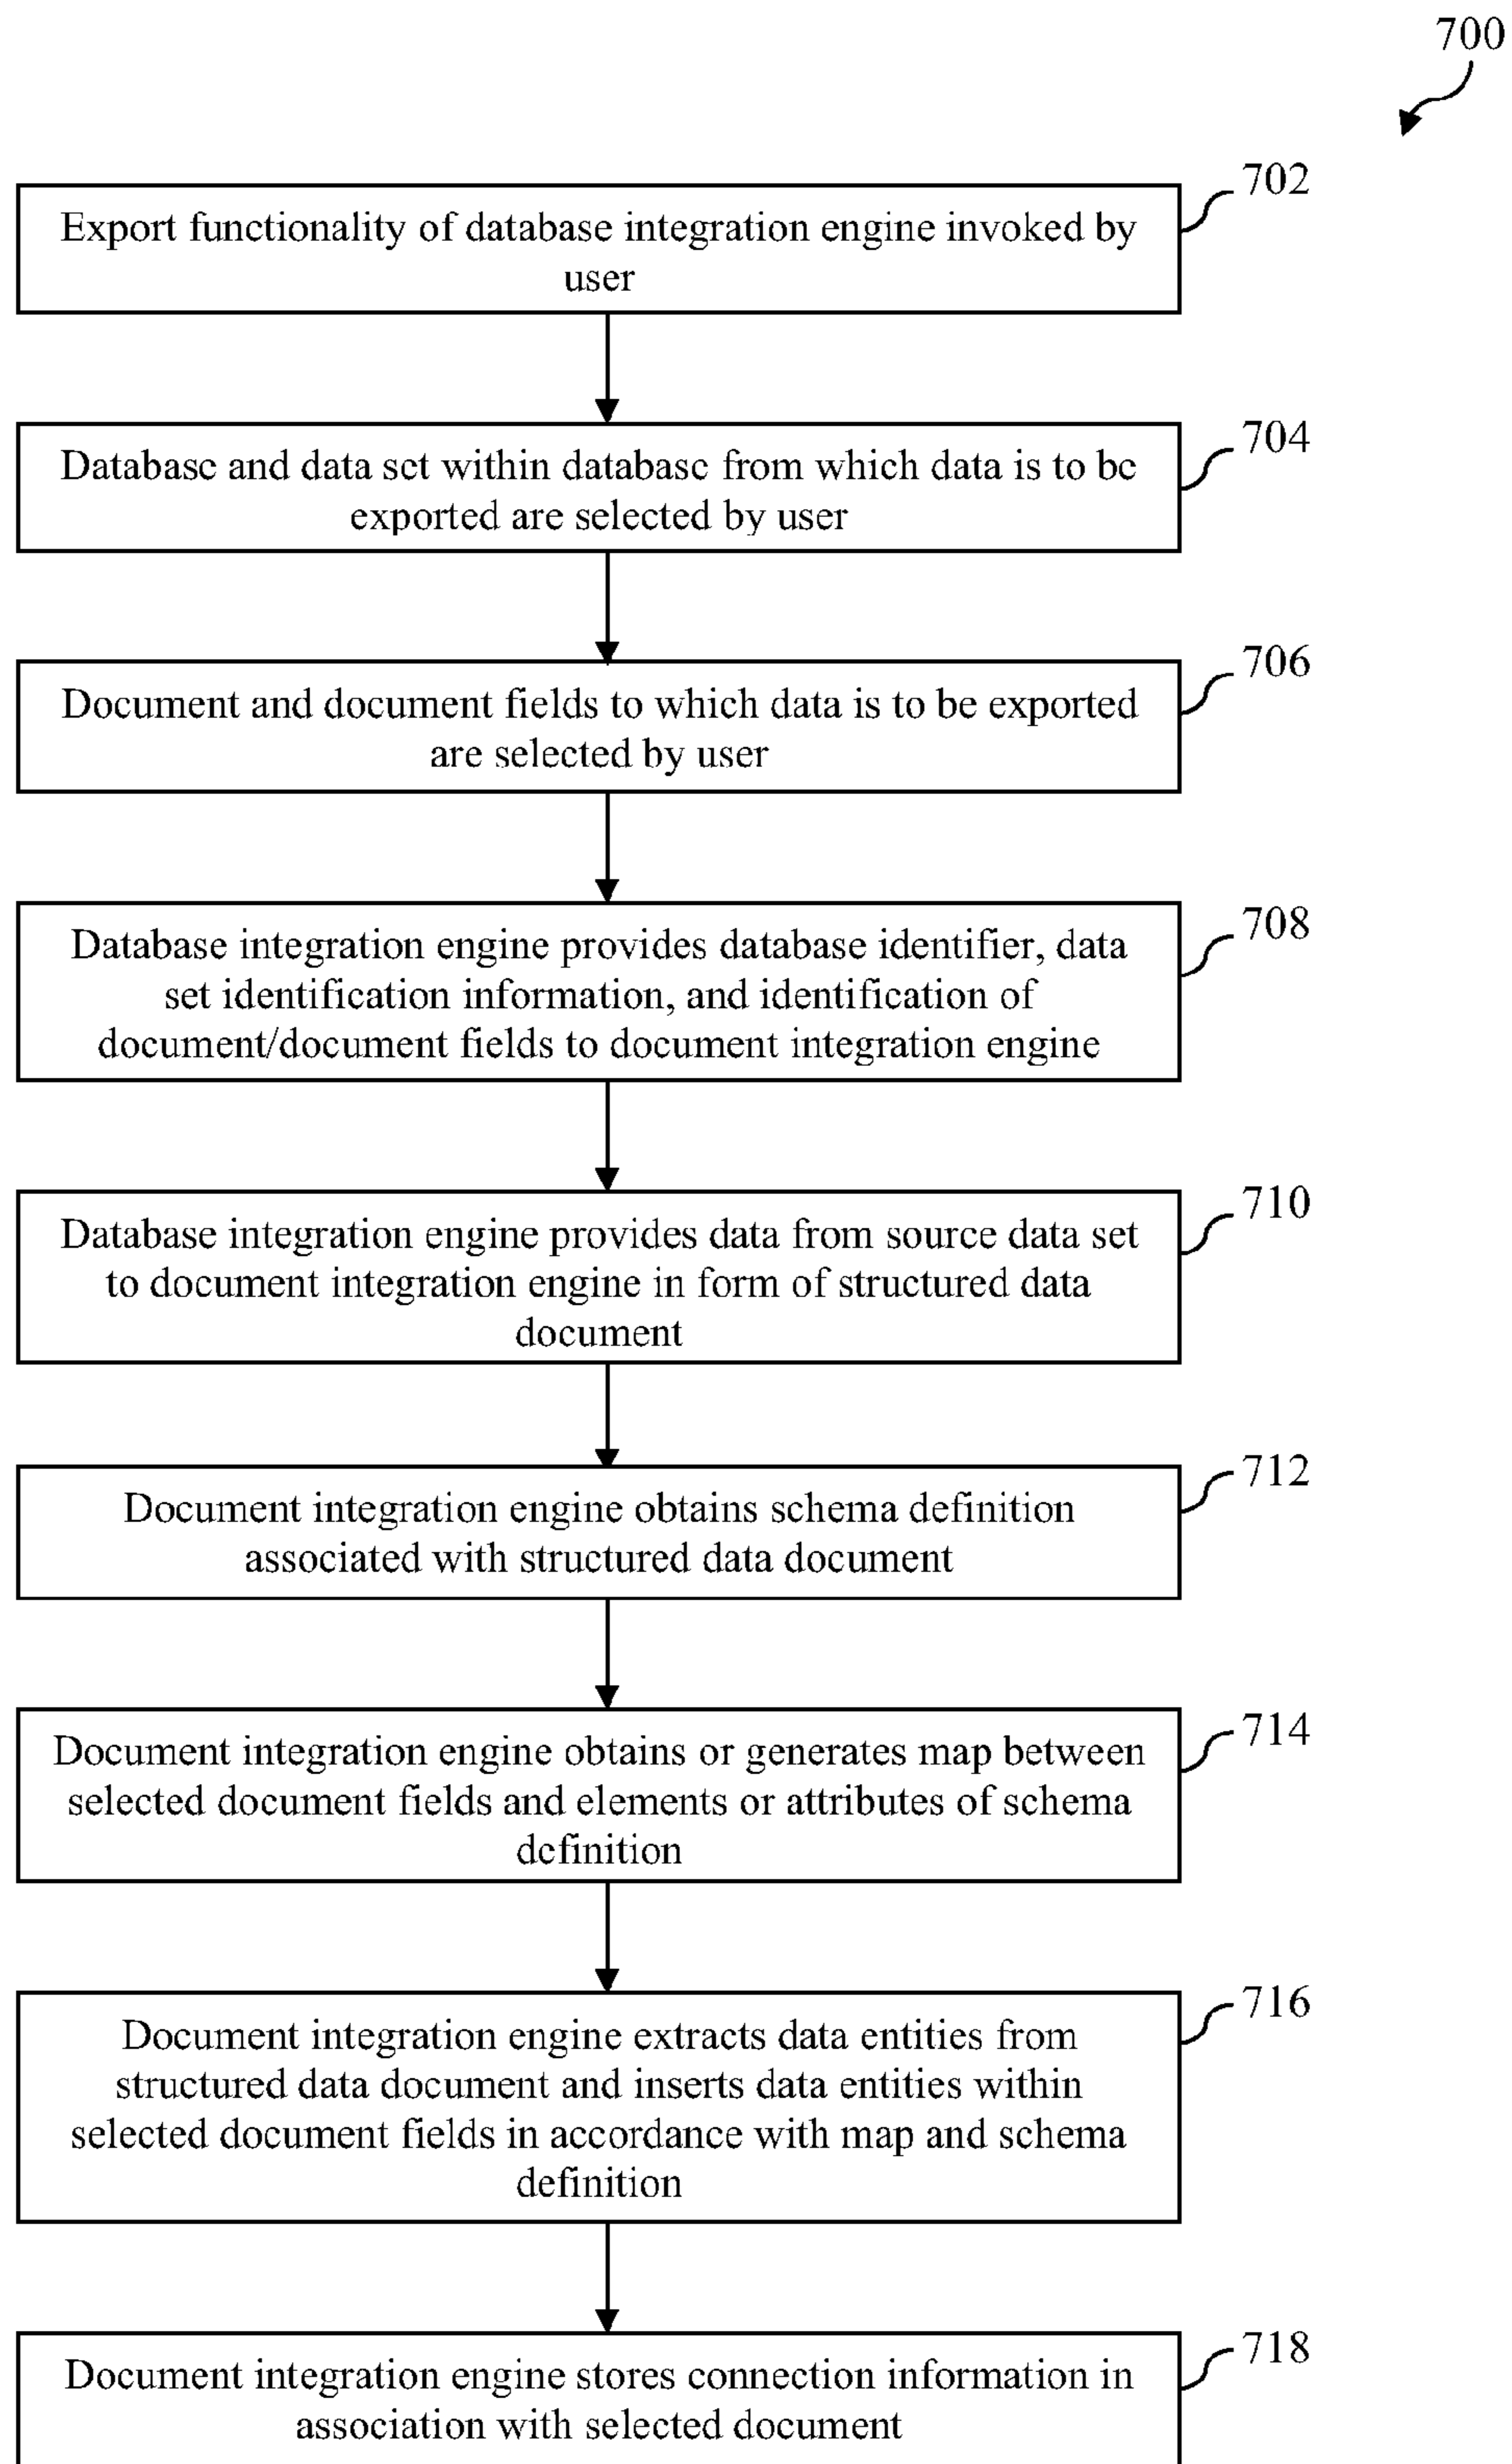 700
702
Export functionality of database integration engine invoked by
user
704
Database and data set within database from which data is to be
exported are selected by user
706
Document and document fields to which data is to be exported
are selected by user
708
Database integration engine provides database identifier, data
set identification information, and identification of
document/document fields to document integration engine
710
Database integration engine provides data from source data set
to document integration engine in form of structured data
document
712
Document integration engine obtains schema definition
associated with structured data document
714
Document integration engine obtains or generates map between
selected document fields and elements or attributes of schema
definition
716
Document integration engine extracts data entities from
structured data document and inserts data entities within
selected document fields in accordance with map and schema
definition
718
Document integration engine stores connection information in
association with selected document